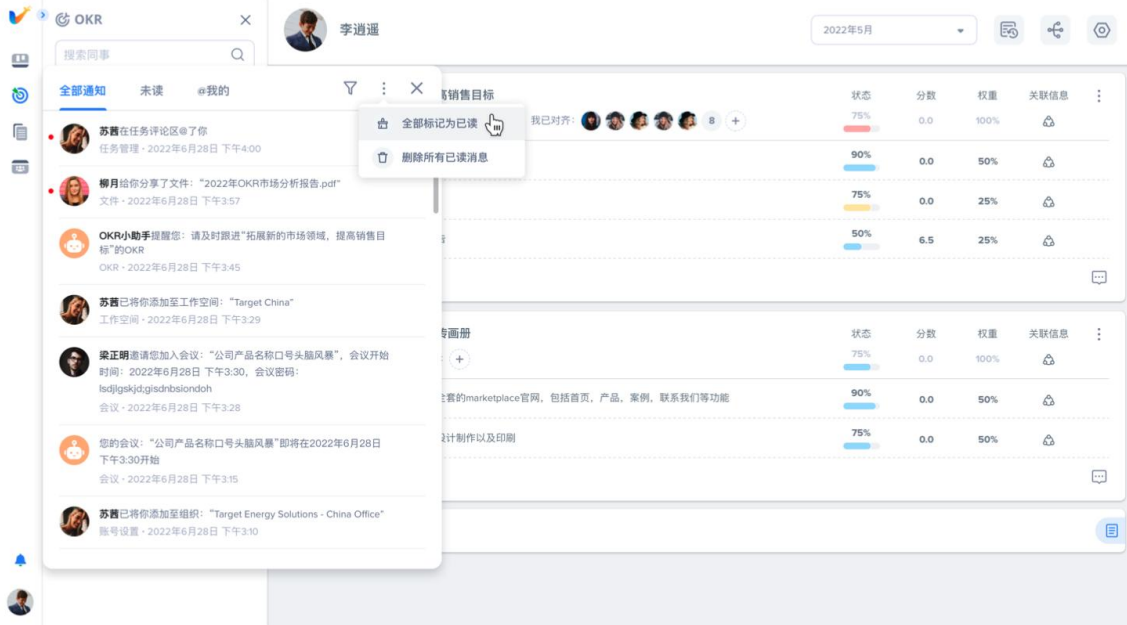 OKR
李逍遥
2022年5月
搜索同事
全部通知 未读 @我的
全部标记为已读
删除所有已读消息
苏茜在任务评论区@了你
任务管理・2022年6月28日 下午4:00
柳月给你分享了文件：“2022年OKR市场分析报告.pdf”
文件・2022年6月28日 下午3:57
OKR小助手提醒您：请及时跟进“拓展新的市场领域，提高销售目
标”的OKR
OKR・2022年6月28日 下午3:45
苏茜已将你添加至工作空间：“Target China”
工作空间・2022年6月28日 下午3:29
梁正明邀请您加入会议：“公司产品名称口号头脑风暴”，会议开始
时间：2022年6月28日 下午3:30，会议密码：
lsdjlgskjd;gisdnbsiondoh
会议・2022年6月28日 下午3:28
您的会议：“公司产品名称口号头脑风暴”即将在2022年6月28日
下午3:30开始
会议・2022年6月28日 下午3:15
苏茜已将你添加至组织：“Target Energy Solutions - China Office”
账号设置・2022年6月28日 下午3:10
高销售目标 状态 分数 权重 关联信息
我已对齐： 8 75% 0.0 100%
90% 0.0 50%
75% 0.0 25%
50% 6.5 25%
传画册 状态 分数 权重 关联信息
75% 0.0 100%
全套的marketplace官网，包括首页，产品，案例，联系我们等功能 90% 0.0 50%
设计制作以及印刷 75% 0.0 50%